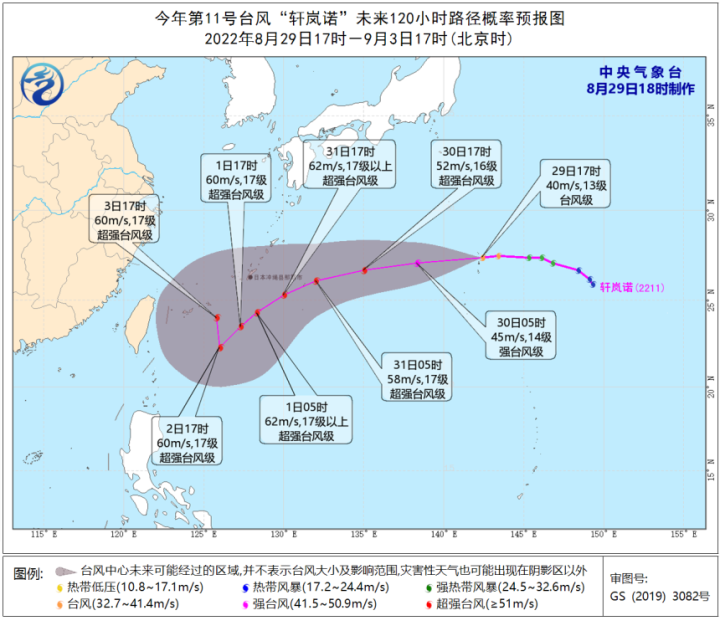 今年第11号台风“轩岚诺”未来120小时路径概率预报图
2022年8月29日17时－9月3日17时(北京时)
中央气象台
8月29日18时制作
31日17时
62m/s,17级以上
超强台风级
30日17时
52m/s,16级
超强台风级
1日17时
60m/s,17级
超强台风级
29日17时
40m/s,13级
台风级
3日17时
60m/s,17级
超强台风级
轩岚诺(2211)
30日05时
45m/s,14级
强台风级
31日05时
58m/s,17级
超强台风级
1日05时
62m/s,17级以上
超强台风级
2日17时
60m/s,17级
超强台风级
35°N
30°N
25°N
20°N
15°N
115°E 120°E 125°E 130°E 135°E 140°E 145°E 150°E 155°E
图例:
台风中心未来可能经过的区域,并不表示台风大小及影响范围,灾害性天气也可能出现在阴影区以外
热带低压(10.8~17.1m/s) 热带风暴(17.2~24.4m/s) 强热带风暴(24.5~32.6m/s)
台风(32.7~41.4m/s) 强台风(41.5~50.9m/s) 超强台风(≥51m/s)
审图号:
GS (2019) 3082号